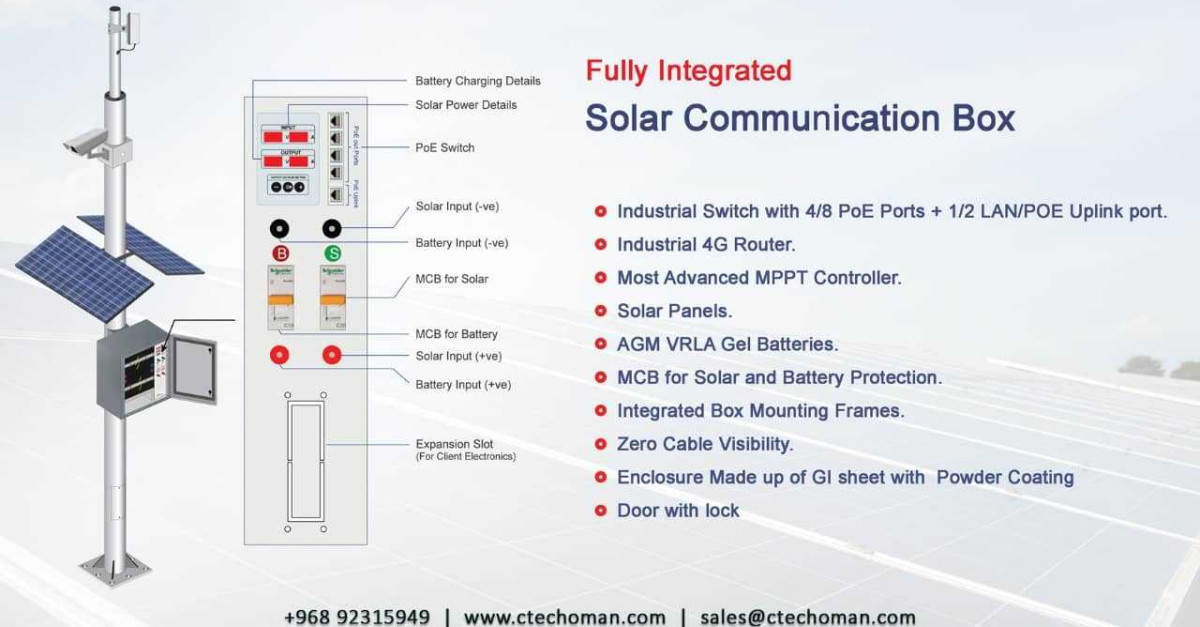 Fully Integrated
Solar Communication Box
Battery Charging Details
Solar Power Details
PoE Switch
Solar Input (-ve)
Battery Input (-ve)
MCB for Solar
MCB for Battery
Solar Input (+ve)
Battery Input (+ve)
Expansion Slot
(For Client Electronics)
INPUT
V A
OUTPUT
V A
PoE out Ports
PoE Uplink
B
S
Schneider
Schneider
Industrial Switch with 4/8 PoE Ports + 1/2 LAN/POE Uplink port.
Industrial 4G Router.
Most Advanced MPPT Controller.
Solar Panels.
AGM VRLA Gel Batteries.
MCB for Solar and Battery Protection.
Integrated Box Mounting Frames.
Zero Cable Visibility.
Enclosure Made up of GI sheet with Powder Coating
Door with lock
+968 92315949 | www.ctechoman.com | sales@ctechoman.com